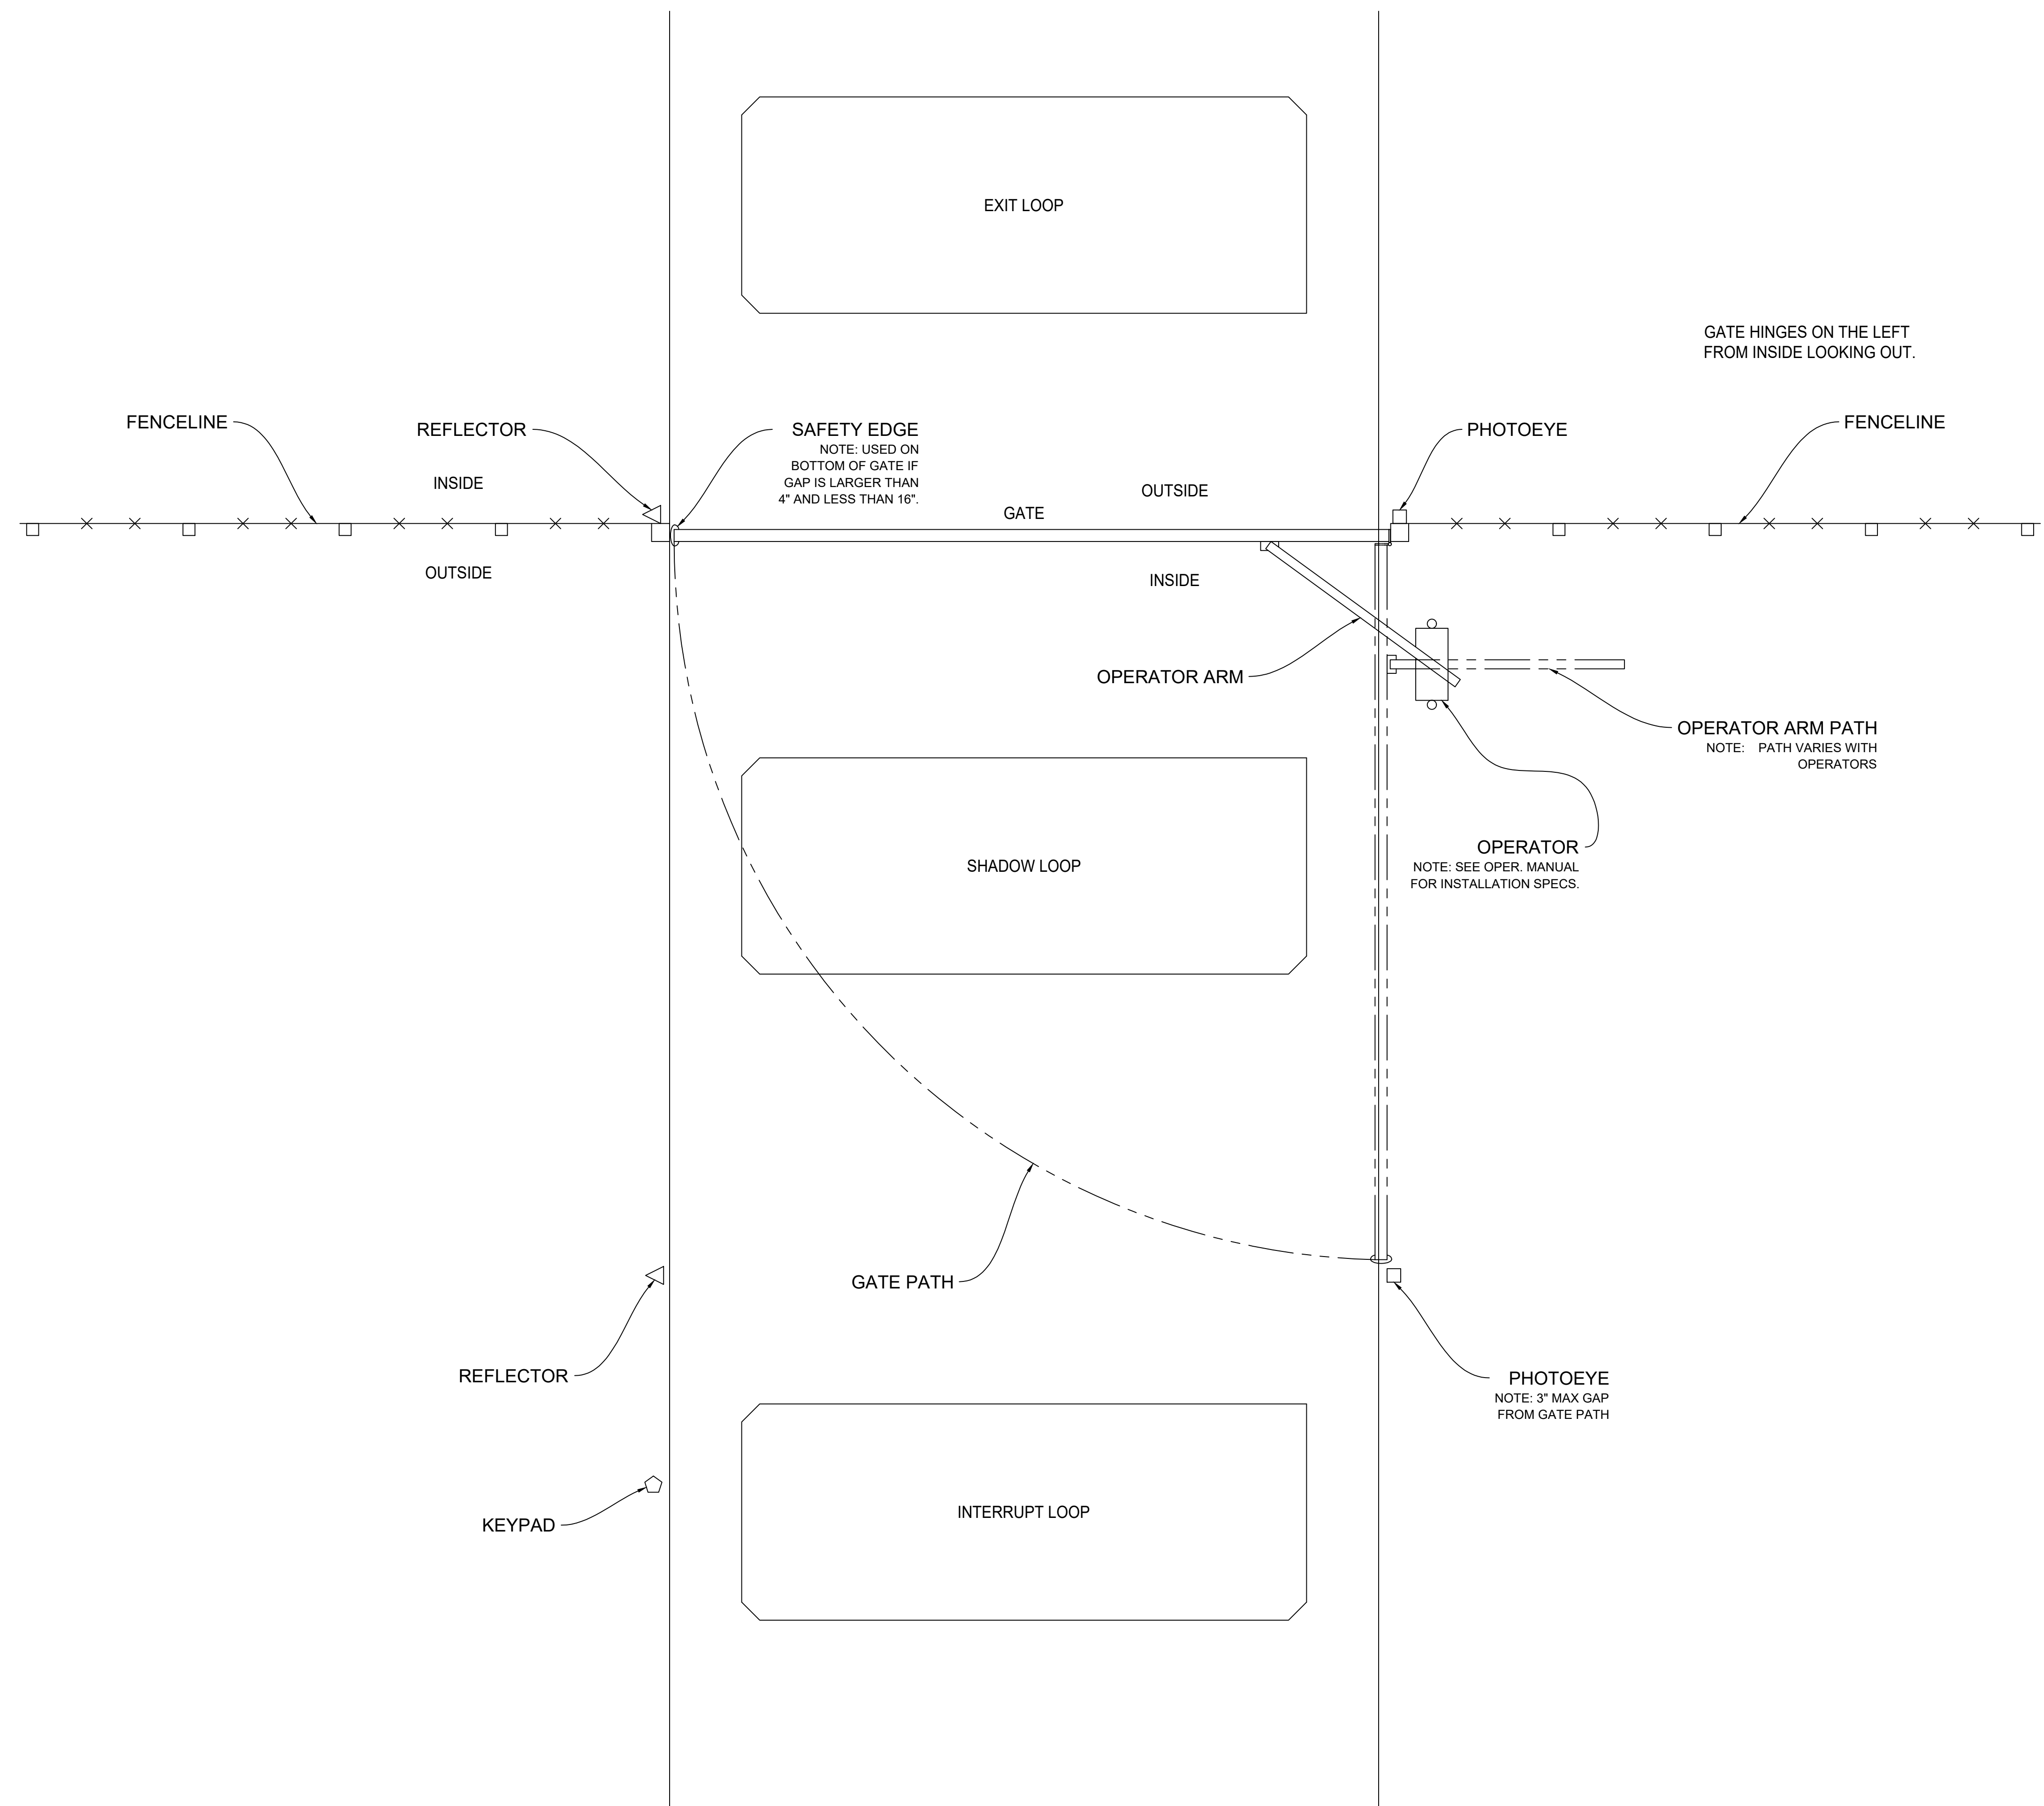 EXIT LOOP
GATE HINGES ON THE LEFT
FROM INSIDE LOOKING OUT.
FENCELINE
REFLECTOR
SAFETY EDGE
NOTE: USED ON
BOTTOM OF GATE IF
GAP IS LARGER THAN
4" AND LESS THAN 16".
PHOTOEYE
FENCELINE
INSIDE
OUTSIDE
GATE
OUTSIDE
INSIDE
OPERATOR ARM
OPERATOR ARM PATH
NOTE: PATH VARIES WITH
OPERATORS
OPERATOR
NOTE: SEE OPER. MANUAL
FOR INSTALLATION SPECS.
SHADOW LOOP
GATE PATH
REFLECTOR
PHOTOEYE
NOTE: 3" MAX GAP
FROM GATE PATH
KEYPAD
INTERRUPT LOOP